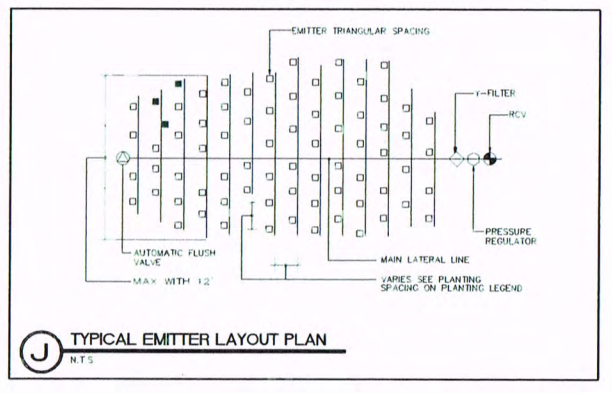 EMITTER TRIANGULAR SPACING
Y-FILTER
RCV
PRESSURE
REGULATOR
AUTOMATIC FLUSH
VALVE
MAIN LATERAL LINE
MAX WITH 12'
VARIES SEE PLANTING
SPACING ON PLANTING LEGEND
J
TYPICAL EMITTER LAYOUT PLAN
N.T.S